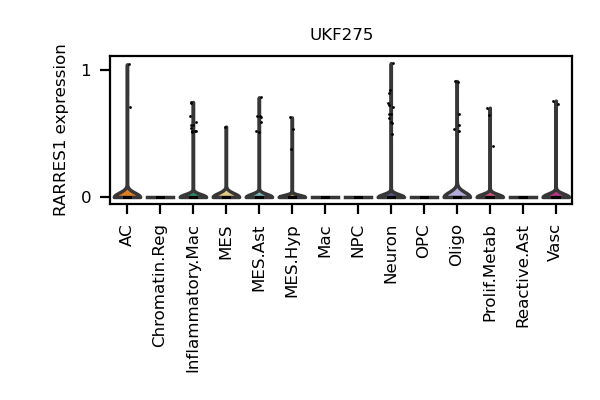 UKF275
RARRES1 expression
1
0
AC
Chromatin.Reg
Inflammatory.Mac
MES
MES.Ast
MES.Hyp
Mac
NPC
Neuron
OPC
Oligo
Prolif.Metab
Reactive.Ast
Vasc